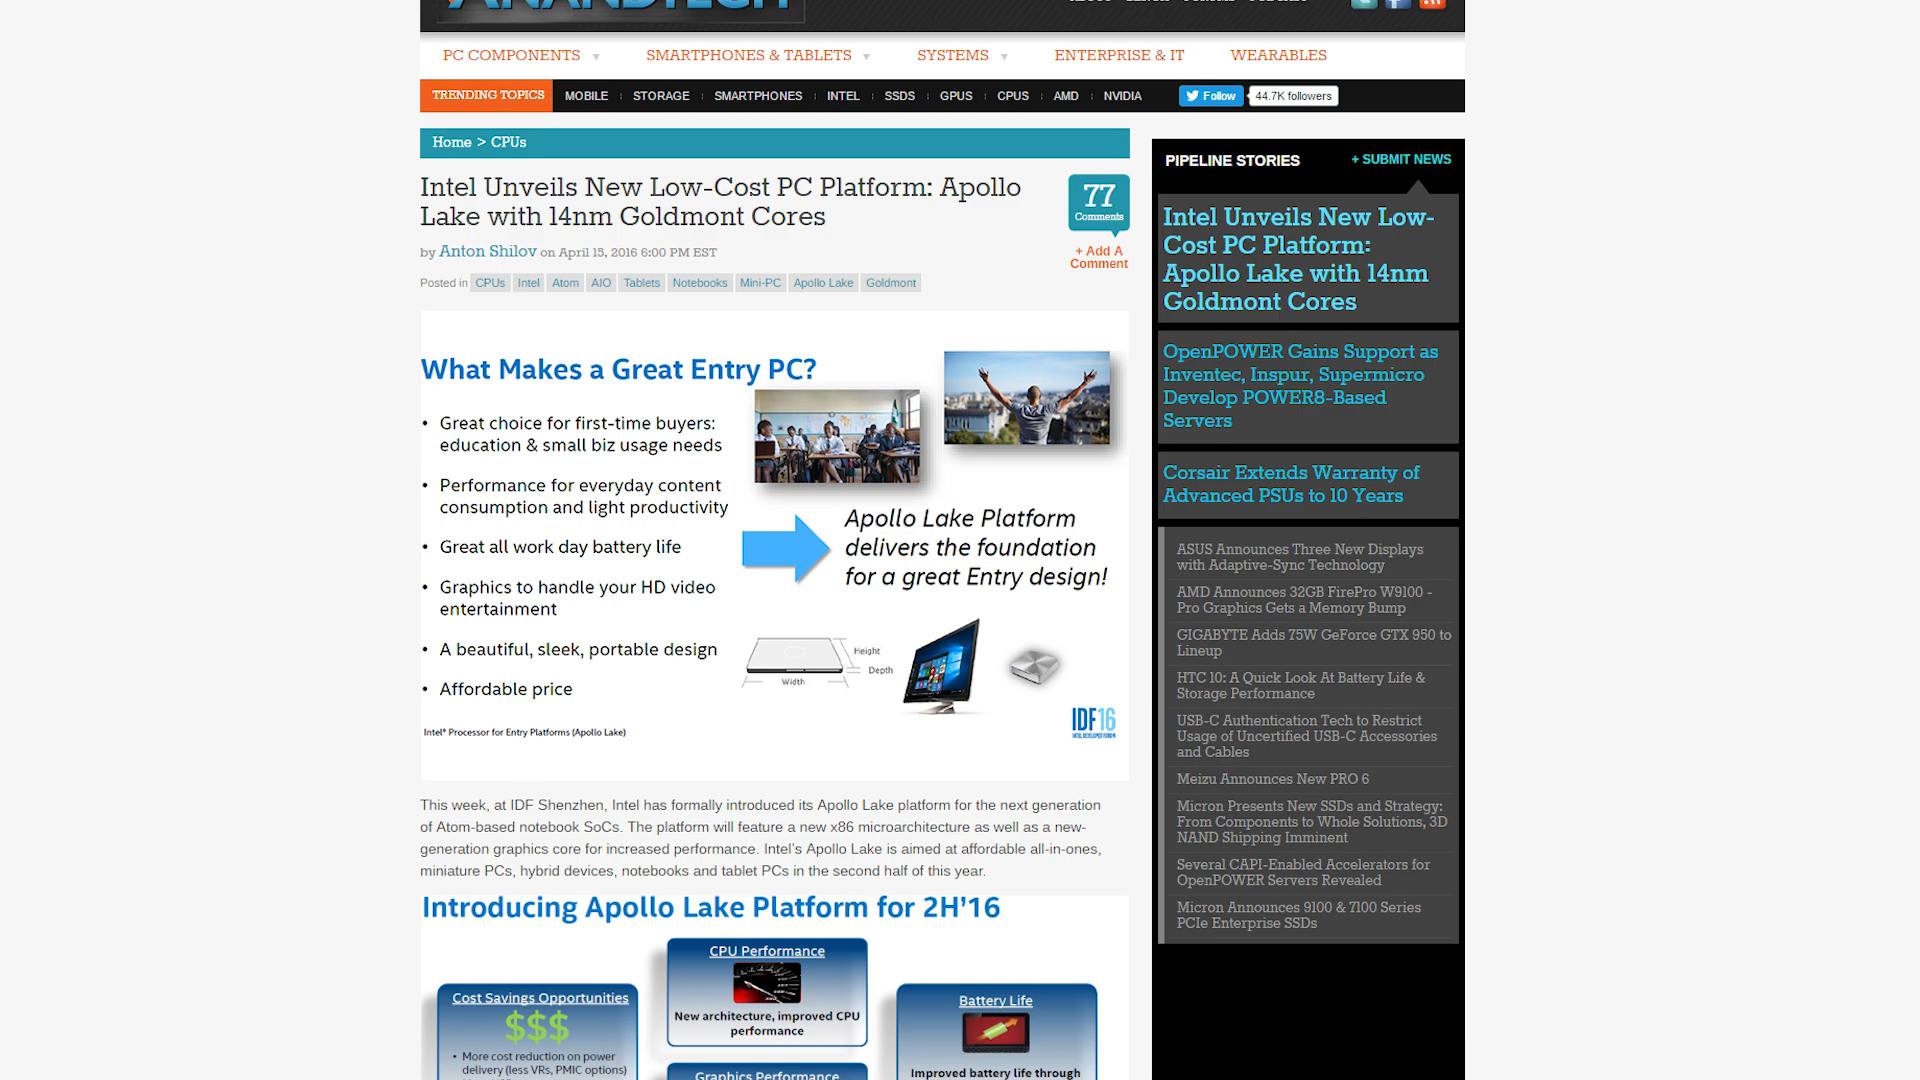 ANANDTECH
PC COMPONENTS
SMARTPHONES & TABLETS
SYSTEMS
ENTERPRISE & IT
WEARABLES
TRENDING TOPICS
MOBILE
STORAGE
SMARTPHONES
INTEL
SSDS
GPUS
CPUS
AMD
NVIDIA
Follow
44.7K followers
Home > CPUs
Intel Unveils New Low-Cost PC Platform: Apollo
Lake with 14nm Goldmont Cores
77
Comments
+ Add A
Comment
by Anton Shilov on April 15, 2016 6:00 PM EST
Posted in CPUs Intel Atom AIO Tablets Notebooks Mini-PC Apollo Lake Goldmont
What Makes a Great Entry PC?
• Great choice for first-time buyers:
education & small biz usage needs
• Performance for everyday content
consumption and light productivity
• Great all work day battery life
• Graphics to handle your HD video
entertainment
• A beautiful, sleek, portable design
• Affordable price
Apollo Lake Platform
delivers the foundation
for a great Entry design!
Height
Depth
Width
Intel® Processor for Entry Platforms (Apollo Lake)
IDF16
INTEL DEVELOPER FORUM
This week, at IDF Shenzhen, Intel has formally introduced its Apollo Lake platform for the next generation
of Atom-based notebook SoCs. The platform will feature a new x86 microarchitecture as well as a new-
generation graphics core for increased performance. Intel's Apollo Lake is aimed at affordable all-in-ones,
miniature PCs, hybrid devices, notebooks and tablet PCs in the second half of this year.
Introducing Apollo Lake Platform for 2H'16
Cost Savings Opportunities
$$$
• More cost reduction on power
delivery (less VRs, PMIC options)
CPU Performance
New architecture, improved CPU
performance
Graphics Performance
Battery Life
Improved battery life through
PIPELINE STORIES
+ SUBMIT NEWS
Intel Unveils New Low-
Cost PC Platform:
Apollo Lake with 14nm
Goldmont Cores
OpenPOWER Gains Support as
Inventec, Inspur, Supermicro
Develop POWER8-Based
Servers
Corsair Extends Warranty of
Advanced PSUs to 10 Years
ASUS Announces Three New Displays
with Adaptive-Sync Technology
AMD Announces 32GB FirePro W9100 -
Pro Graphics Gets a Memory Bump
GIGABYTE Adds 75W GeForce GTX 950 to
Lineup
HTC 10: A Quick Look At Battery Life &
Storage Performance
USB-C Authentication Tech to Restrict
Usage of Uncertified USB-C Accessories
and Cables
Meizu Announces New PRO 6
Micron Presents New SSDs and Strategy:
From Components to Whole Solutions, 3D
NAND Shipping Imminent
Several CAPI-Enabled Accelerators for
OpenPOWER Servers Revealed
Micron Announces 9100 & 7100 Series
PCIe Enterprise SSDs